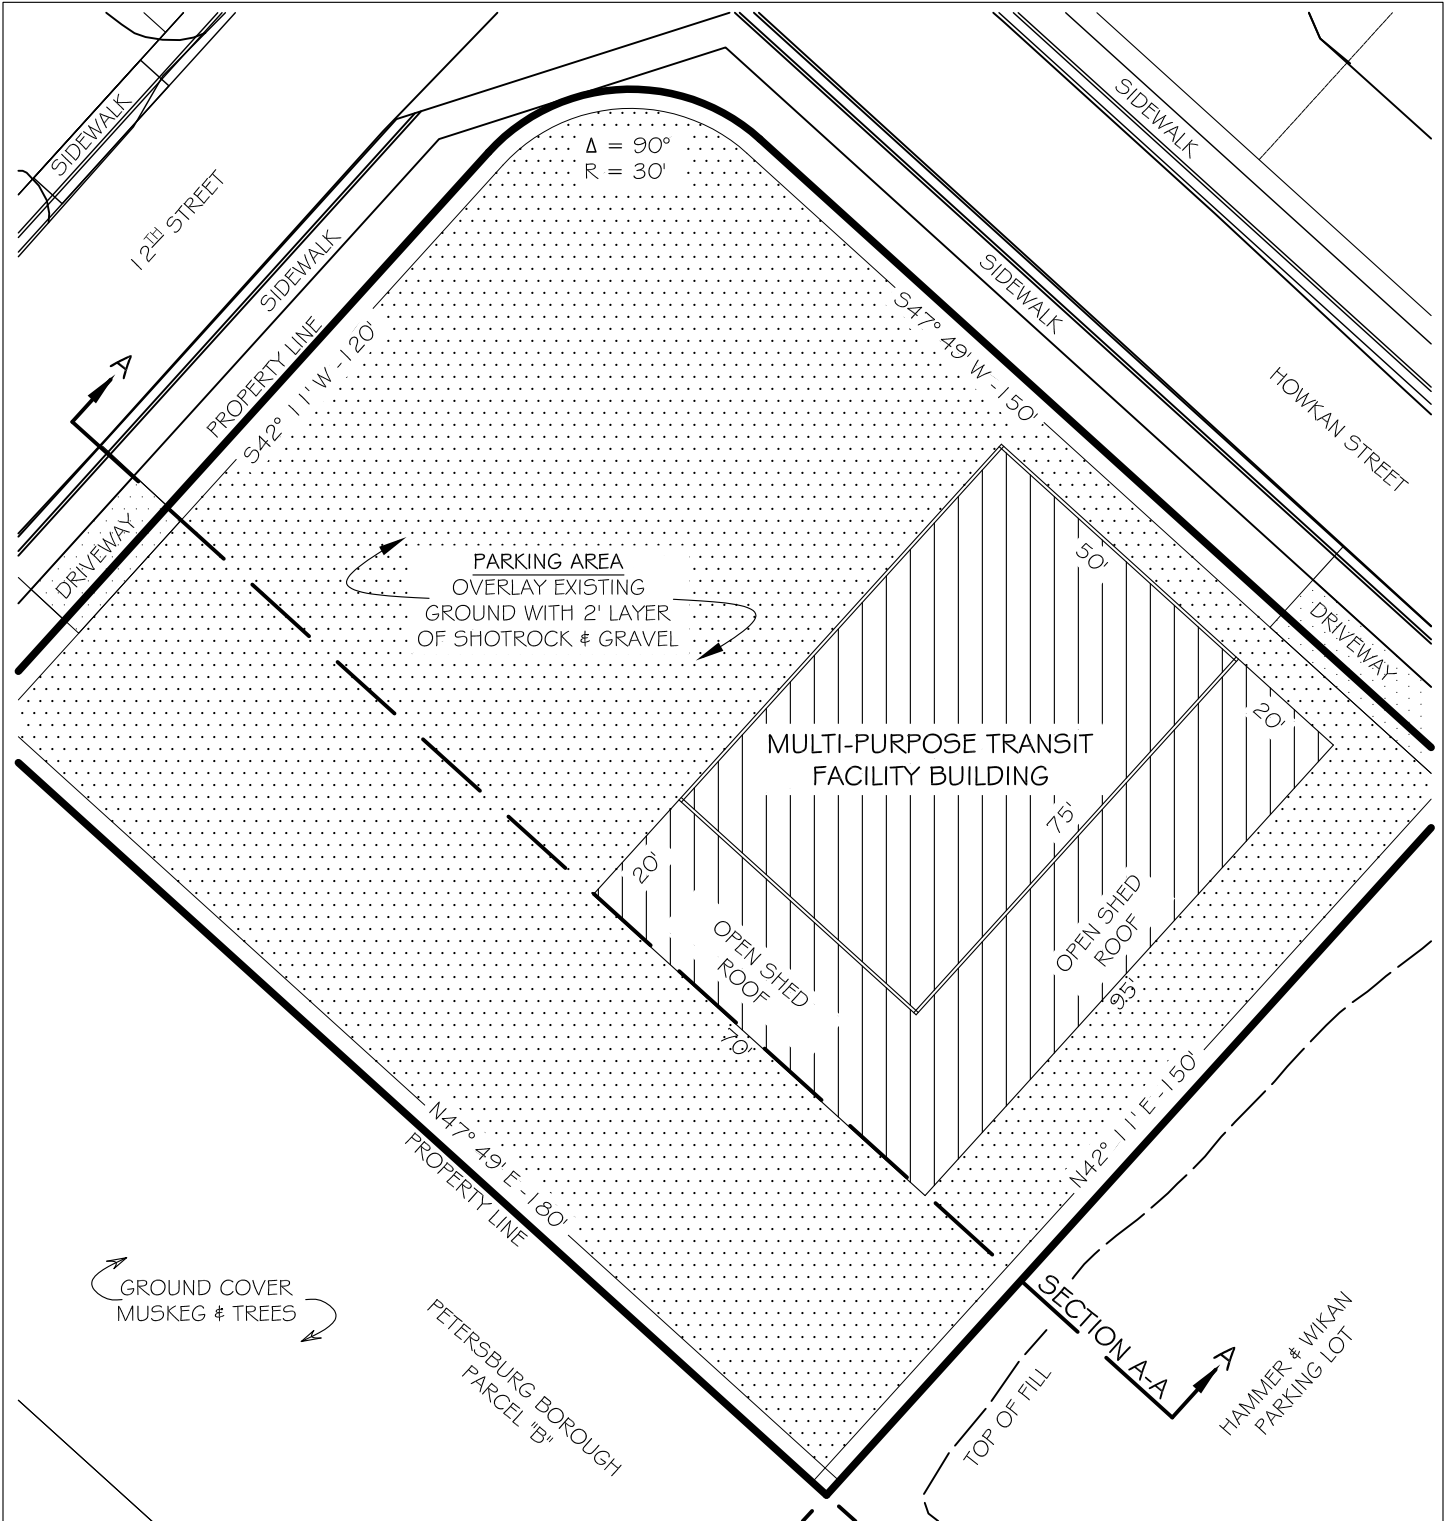 SIDEWALK
SIDEWALK
Δ = 90°
R = 30'
12TH STREET
SIDEWALK
SIDEWALK
PROPERTY LINE
S42° 11' W - 120'
S47° 49' W - 150'
A
HOWKAN STREET
DRIVEWAY
PARKING AREA
OVERLAY EXISTING
GROUND WITH 2' LAYER
OF SHOTROCK & GRAVEL
50'
DRIVEWAY
20'
MULTI-PURPOSE TRANSIT
FACILITY BUILDING
75'
20'
OPEN SHED
ROOF
OPEN SHED
ROOF
95'
70'
N47° 49' E - 180'
PROPERTY LINE
N42° 11' E - 150'
GROUND COVER
MUSKEG & TREES
PETERSBURG BOROUGH
PARCEL "B"
SECTION A-A
A
TOP OF FILL
HAMMER & WIKAN
PARKING LOT